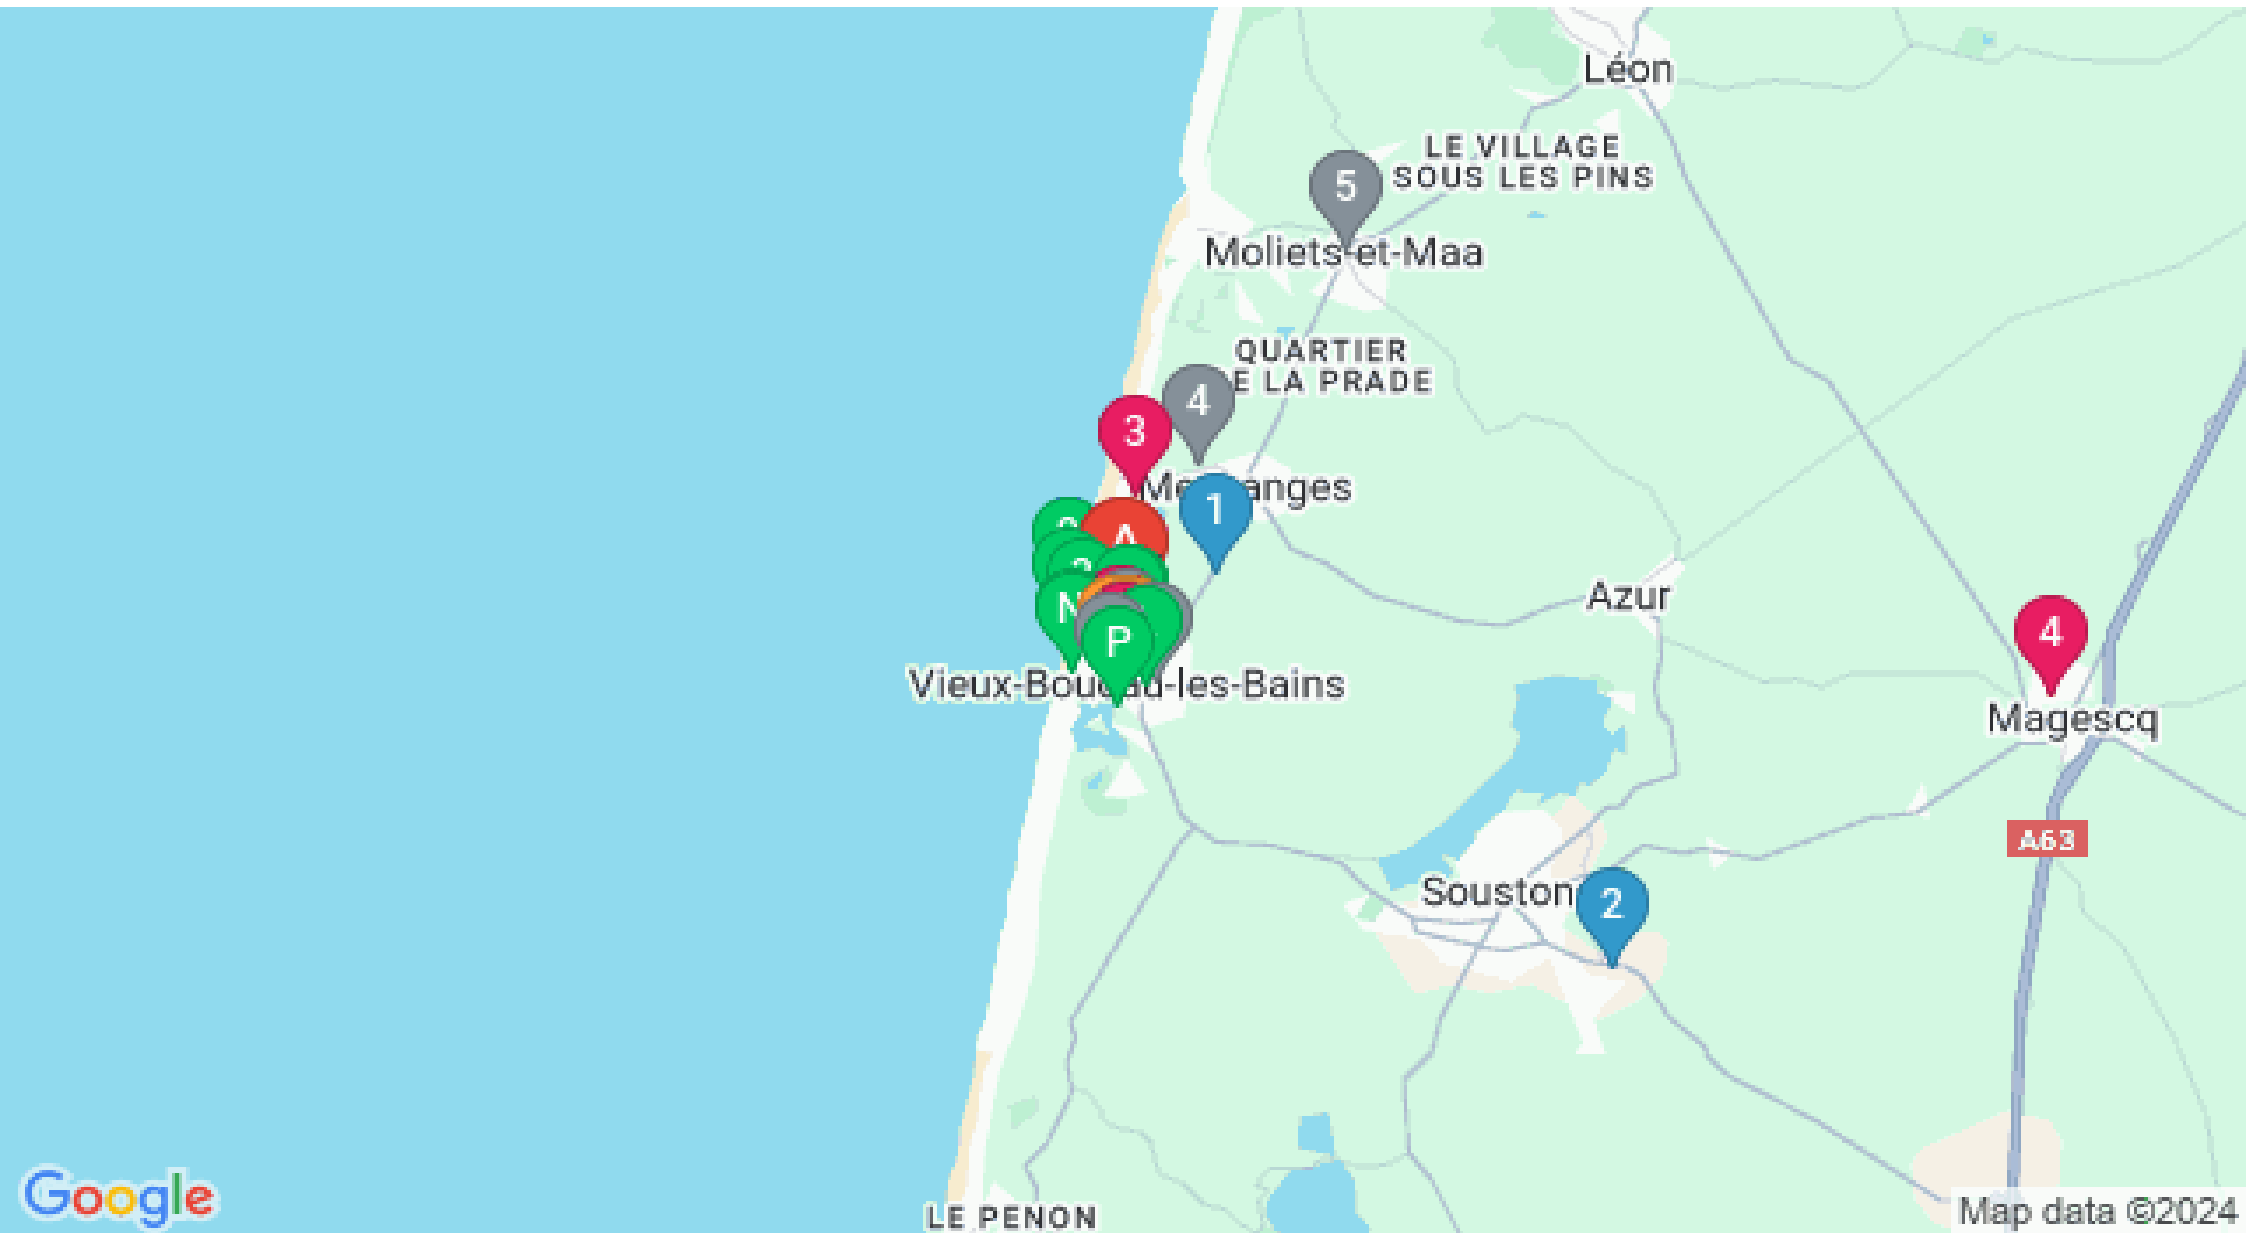 Léon
LE VILLAGE
SOUS LES PINS
5
Moliets-et-Maa
QUARTIER
E LA PRADE
4
3
1
A
Azur
N
P
4
Vieux-Boucau-les-Bains
Magescq
A63
2
Google
LE PENON
Map data ©2024